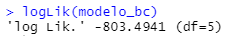 > logLik(modelo_bc)
'log Lik.' -803.4941 (df=5)